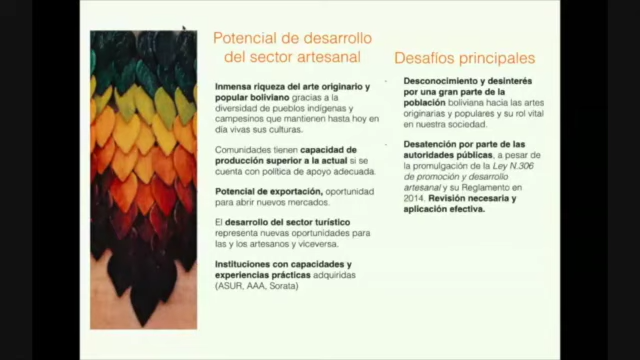 Potencial de desarrollo
del sector artesanal
Inmensa riqueza del arte originario y
popular boliviano gracias a la
diversidad de pueblos indígenas y
campesinos que mantienen hasta hoy en
día vivas sus culturas.
Comunidades tienen capacidad de
producción superior a la actual si se
cuenta con política de apoyo adecuada.
Potencial de exportación, oportunidad
para abrir nuevos mercados.
El desarrollo del sector turístico
representa nuevas oportunidades para
las y los artesanos y viceversa.
Instituciones con capacidades y
experiencias prácticas adquiridas
(ASUR, AAA, Sorata)
Desafíos principales
Desconocimiento y desinterés
por una gran parte de la
población boliviana hacia las artes
originarias y populares y su rol vital
en nuestra sociedad.
Desatención por parte de las
autoridades públicas, a pesar de
la promulgación de la Ley N.306
de promoción y desarrollo
artesanal y su Reglamento en
2014. Revisión necesaria y
aplicación efectiva.